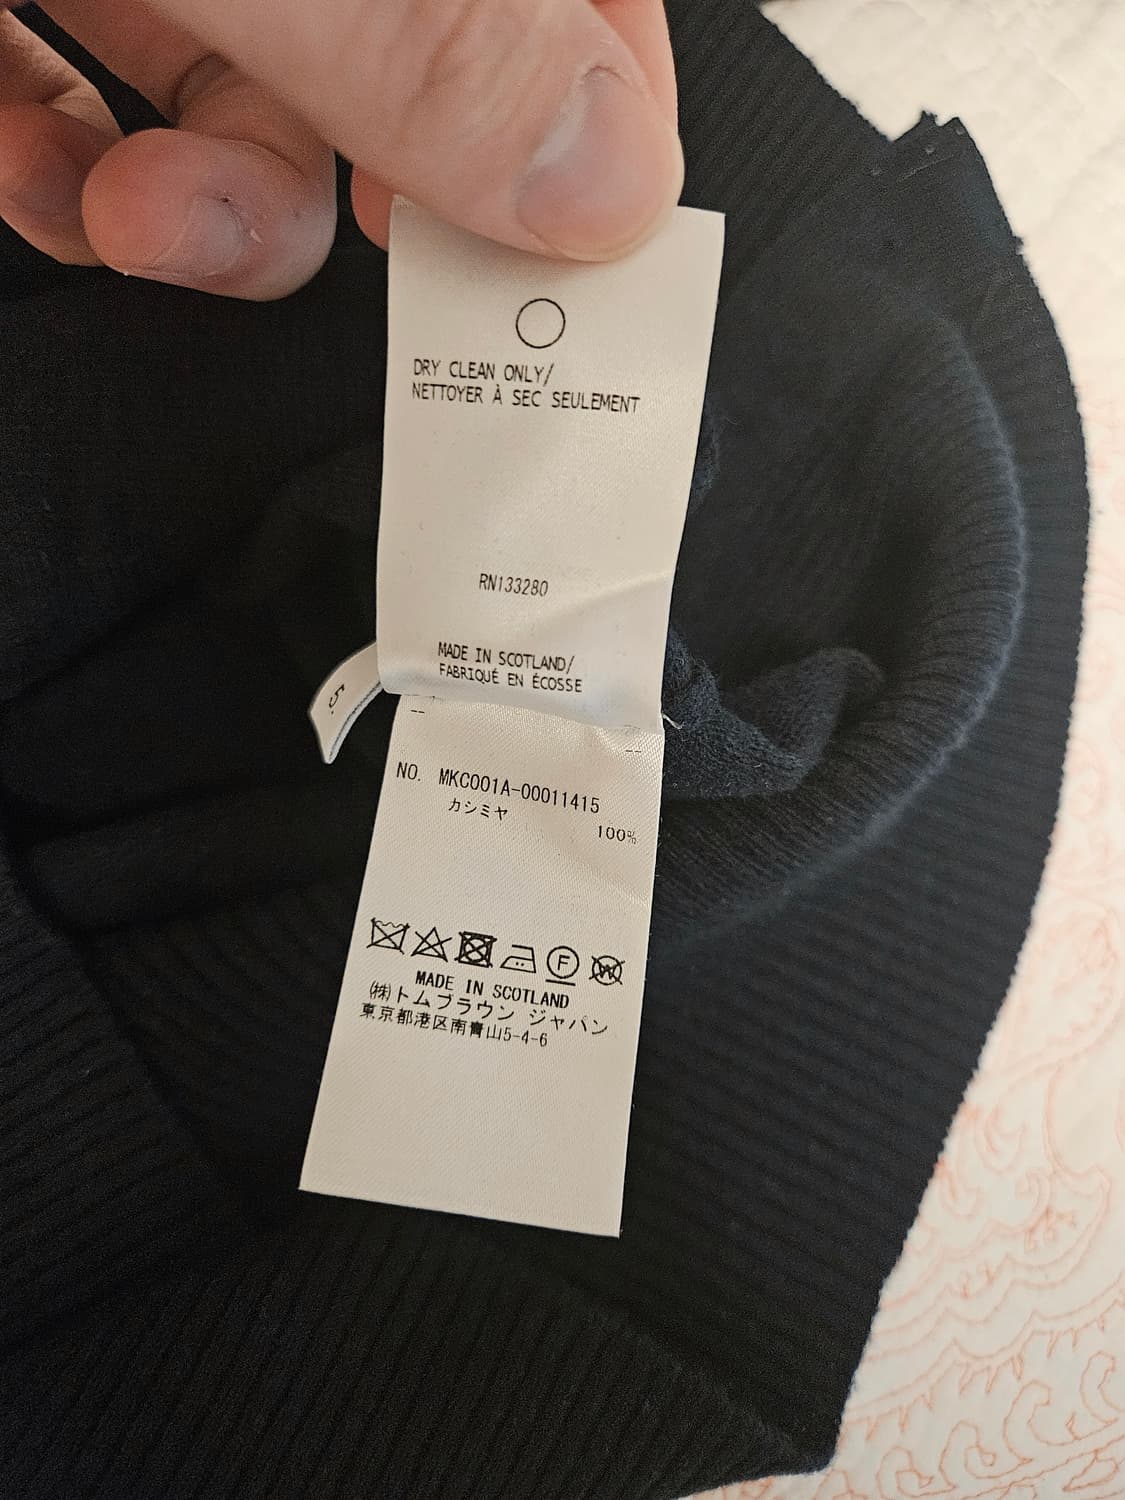 DRY CLEAN ONLY/
NETTOYER À SEC SEULEMENT
RN133280
MADE IN SCOTLAND/
FABRIQUÉ EN ÉCOSSE
5.
NO. MKC001A-00011415
カシミヤ 100%
F W
MADE IN SCOTLAND
㈱トムブラウン ジャパン
東京都港区南青山5-4-6